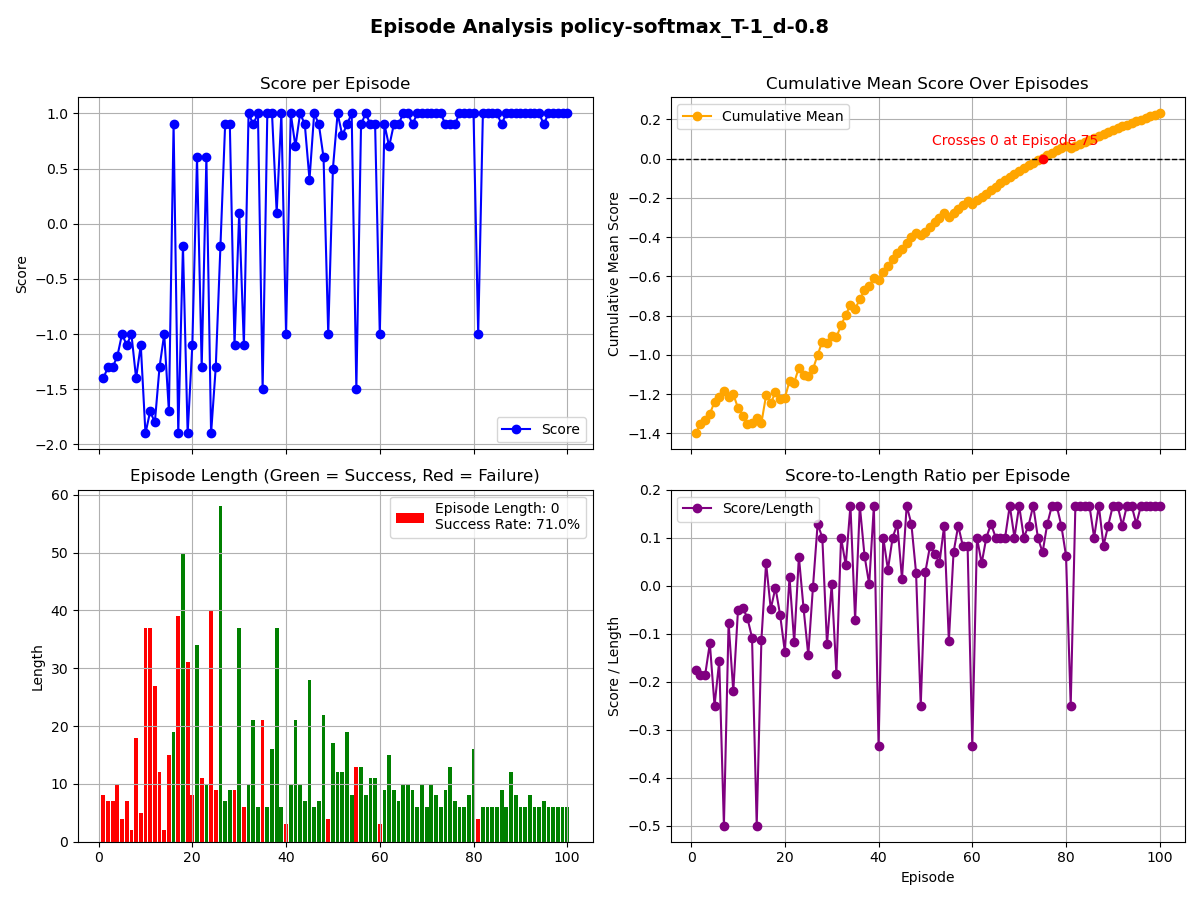 Episode Analysis policy-softmax_T-1_d-0.8
Score per Episode
1.0
0.5
0.0
−0.5
−1.0
−1.5
−2.0
Score
Score
Cumulative Mean Score Over Episodes
Cumulative Mean
Crosses 0 at Episode 75
0.2
0.0
−0.2
−0.4
−0.6
−0.8
−1.0
−1.2
−1.4
Cumulative Mean Score
Episode Length (Green = Success, Red = Failure)
Episode Length: 0
Success Rate: 71.0%
60
50
40
30
20
10
0
Length
0 20 40 60 80 100
Score-to-Length Ratio per Episode
Score/Length
0.2
0.1
0.0
−0.1
−0.2
−0.3
−0.4
−0.5
Score / Length
0 20 40 60 80 100
Episode